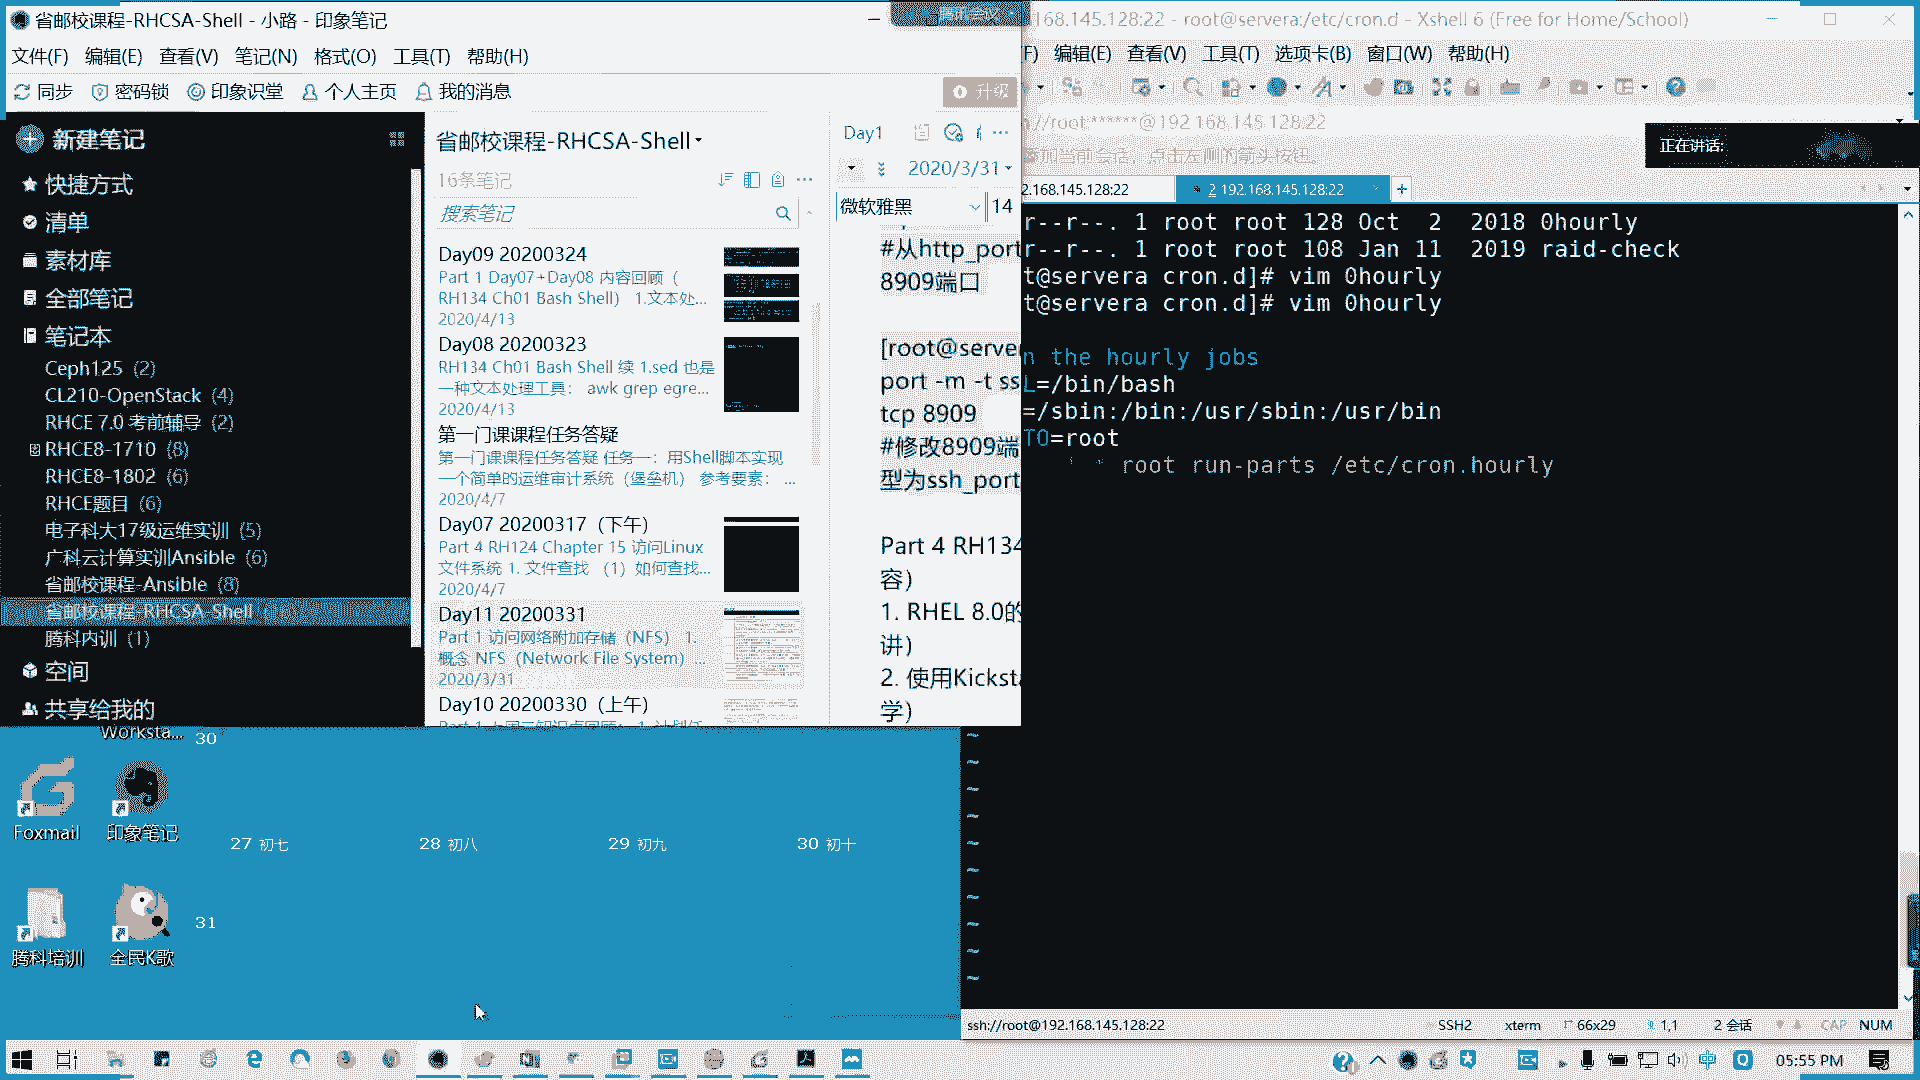 省邮校课程-RHCSA-Shell - 小路 - 印象笔记
文件(F) 编辑(E) 查看(V) 笔记(N) 格式(O) 工具(T) 帮助(H)
同步 密码锁 印象识堂 个人主页 我的消息
升级
新建笔记
快捷方式
清单
素材库
全部笔记
笔记本
Ceph125 (2)
CL210-OpenStack (4)
RHCE 7.0 考前辅导 (2)
RHCE8-1710 (8)
RHCE8-1802 (6)
RHCE题目 (6)
电子科大17级运维实训 (5)
广科云计算实训Ansible (6)
省邮校课程-Ansible (8)
省邮校课程-RHCSA-Shell
腾科内训 (1)
空间
共享给我的
省邮校课程-RHCSA-Shell
16条笔记
搜索笔记
Day09 20200324
Part 1 Day07+Day08 内容回顾（
RH134 Ch01 Bash Shell） 1.文本处...
2020/4/13
Day08 20200323
RH134 Ch01 Bash Shell 续 1.sed 也是
一种文本处理工具： awk grep egre...
2020/4/13
第一门课课程任务答疑
第一门课课程任务答疑 任务一：用Shell脚本实现
一个简单的运维审计系统（堡垒机） 参考要素： ...
2020/4/7
Day07 20200317（下午）
Part 4 RH124 Chapter 15 访问Linux
文件系统 1. 文件查找 （1）如何查找...
2020/4/7
Day11 20200331
Part 1 访问网络附加存储（NFS） 1.
概念 NFS（Network File System）...
2020/3/31
Day10 20200330（上午）
Day1
2020/3/31
微软雅黑 14
#从http_port
8909端口
[root@server
port -m -t ss
tcp 8909
#修改8909端
型为ssh_port
Part 4 RH134
容）
1. RHEL 8.0的
讲）
2. 使用Kicksta
学）
腾讯会议
68.145.128:22 - root@servera:/etc/cron.d - Xshell 6 (Free for Home/School)
F) 编辑(E) 查看(V) 工具(T) 选项卡(B) 窗口(W) 帮助(H)
//root:******@192.168.145.128:22
添加当前会话，点击左侧的箭头按钮。
正在讲话:
2.168.145.128:22
2 192.168.145.128:22
r--r--. 1 root root 128 Oct  2  2018 0hourly
r--r--. 1 root root 108 Jan 11  2019 raid-check
t@servera cron.d]# vim 0hourly
t@servera cron.d]# vim 0hourly
n the hourly jobs
L=/bin/bash
=/sbin:/bin:/usr/sbin:/usr/bin
TO=root
* root run-parts /etc/cron.hourly
~
~
~
~
~
~
~
~
~
~
ssh://root@192.168.145.128:22 SSH2 xterm 66x29 1,1 2 会话 CAP NUM
Worksta...
30
Foxmail
印象笔记
27 初七
28 初八
29 初九
30 初十
31
腾科培训
全民K歌
中
05:55 PM